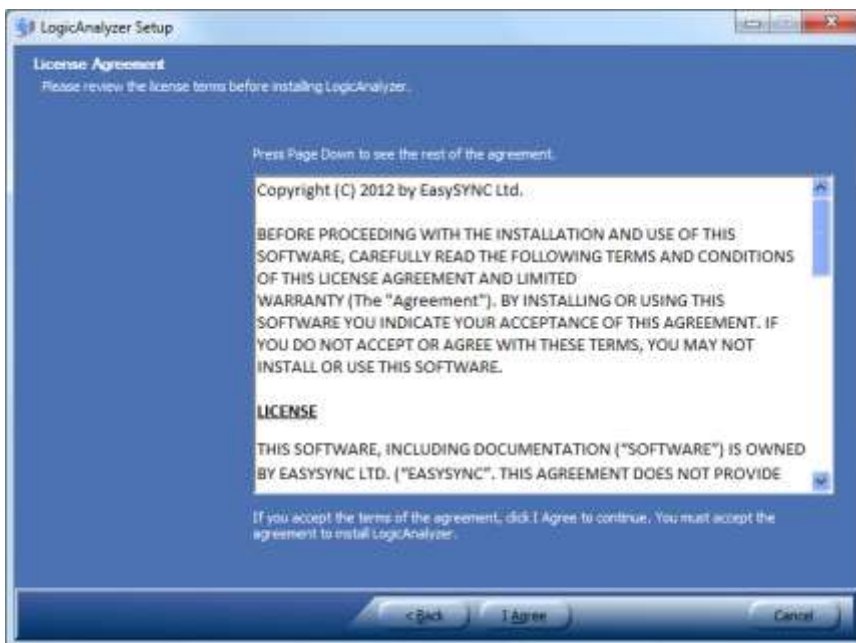 LogicAnalyzer Setup
License Agreement
Please review the license terms before installing LogicAnalyzer.
Press Page Down to see the rest of the agreement.
Copyright (C) 2012 by EasySYNC Ltd.
BEFORE PROCEEDING WITH THE INSTALLATION AND USE OF THIS
SOFTWARE, CAREFULLY READ THE FOLLOWING TERMS AND CONDITIONS
OF THIS LICENSE AGREEMENT AND LIMITED
WARRANTY (The "Agreement"). BY INSTALLING OR USING THIS
SOFTWARE YOU INDICATE YOUR ACCEPTANCE OF THIS AGREEMENT. IF
YOU DO NOT ACCEPT OR AGREE WITH THESE TERMS, YOU MAY NOT
INSTALL OR USE THIS SOFTWARE.
LICENSE
THIS SOFTWARE, INCLUDING DOCUMENTATION (“SOFTWARE”) IS OWNED
BY EASYSYNC LTD. (“EASYSYNC”. THIS AGREEMENT DOES NOT PROVIDE
If you accept the terms of the agreement, click I Agree to continue. You must accept the
agreement to install LogicAnalyzer.
< Back
I Agree
Cancel